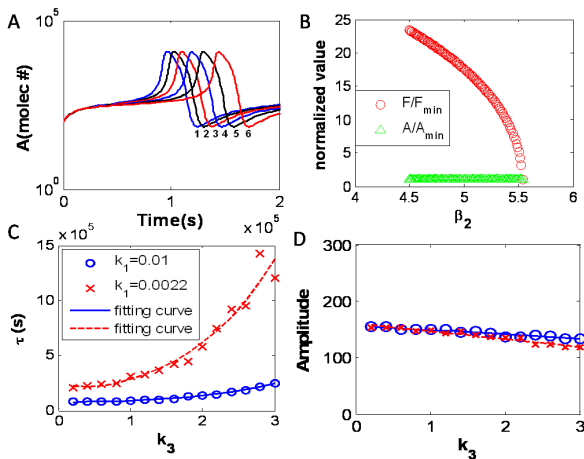 A
10^5
A(molec #)
10^0
0
1
2
Time(s)
× 10^5
1 2 3 4 5 6
B
25
20
15
10
5
0
normalized value
F/F_min
A/A_min
4
4.5
5
5.5
6
β_2
C
× 10^5
15
10
5
0
τ (s)
k_1=0.01
k_1=0.0022
fitting curve
fitting curve
0
1
2
3
k_3
D
300
200
100
0
Amplitude
0
1
2
3
k_3